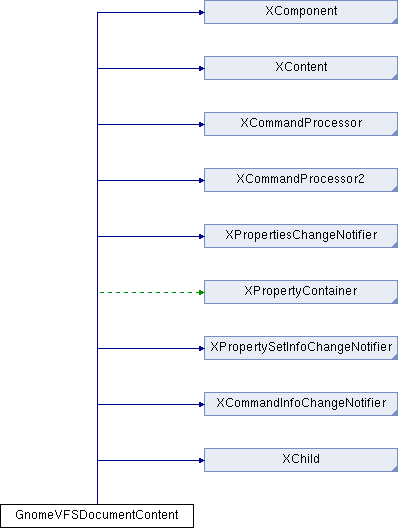 XComponent
XContent
XCommandProcessor
XCommandProcessor2
XPropertiesChangeNotifier
XPropertyContainer
XPropertySetInfoChangeNotifier
XCommandInfoChangeNotifier
XChild
GnomeVFSDocumentContent